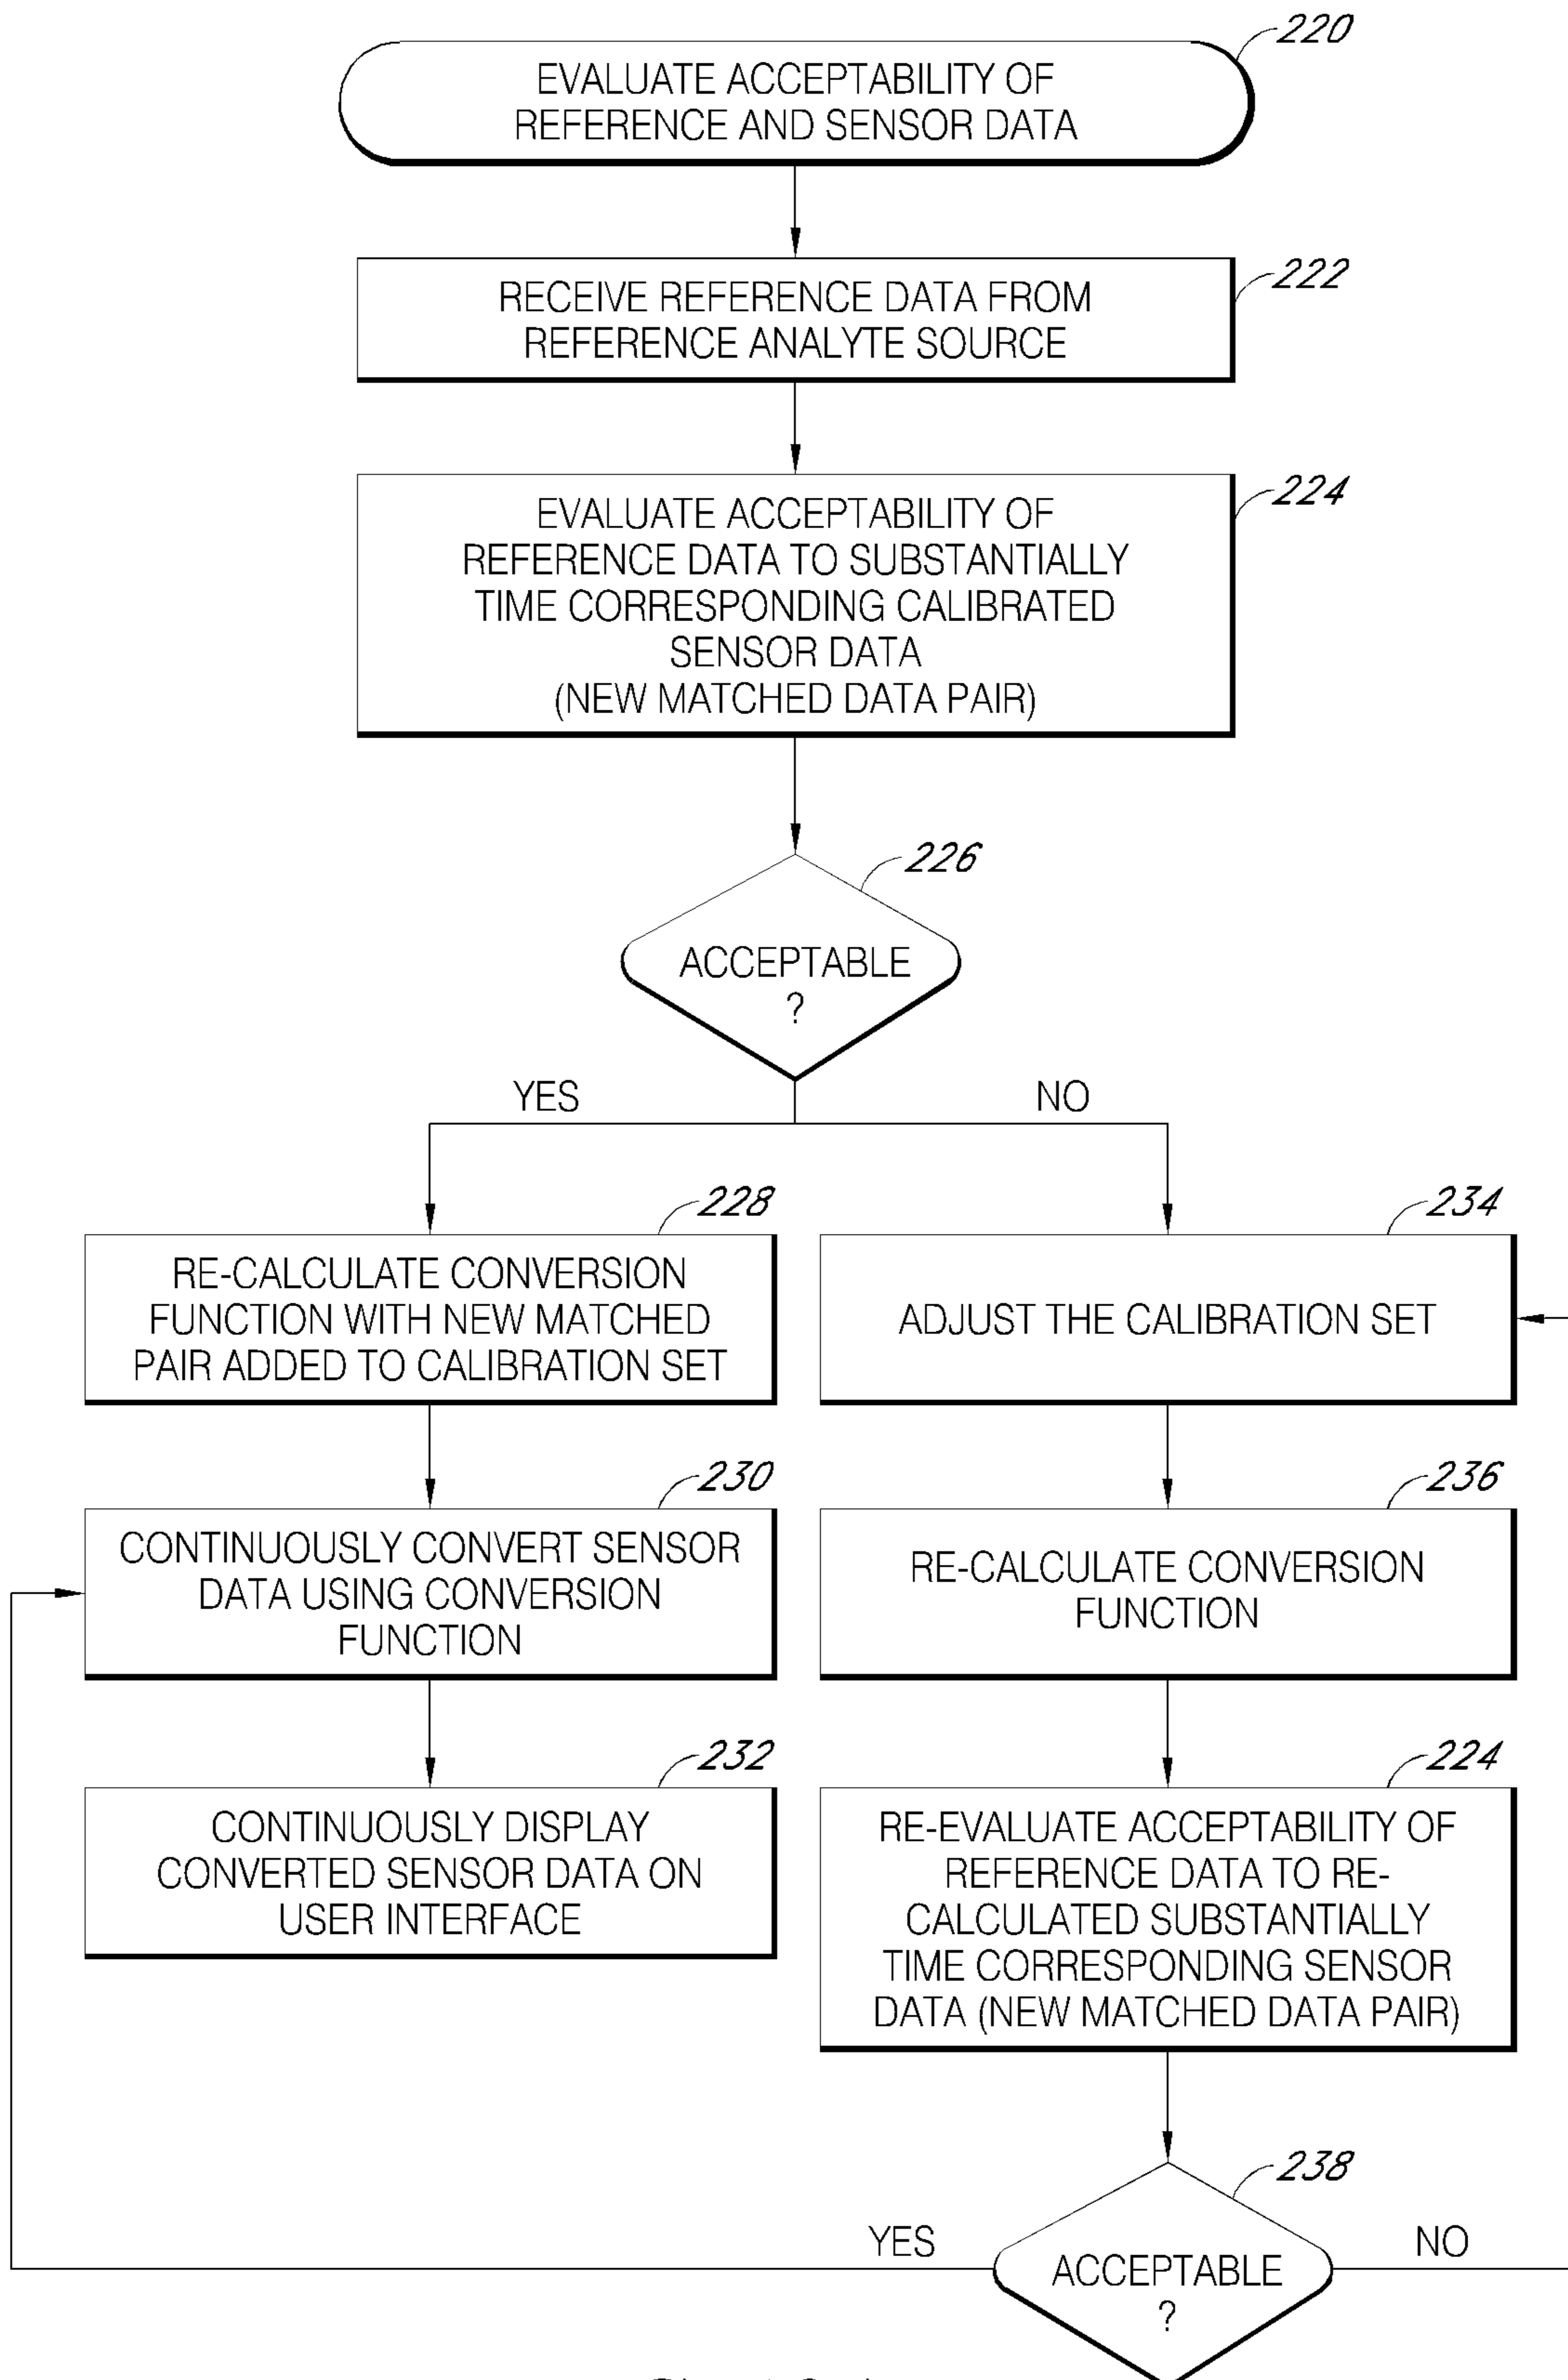 220
EVALUATE ACCEPTABILITY OF
REFERENCE AND SENSOR DATA
222
RECEIVE REFERENCE DATA FROM
REFERENCE ANALYTE SOURCE
224
EVALUATE ACCEPTABILITY OF
REFERENCE DATA TO SUBSTANTIALLY
TIME CORRESPONDING CALIBRATED
SENSOR DATA
(NEW MATCHED DATA PAIR)
226
ACCEPTABLE
?
YES
NO
228
RE-CALCULATE CONVERSION
FUNCTION WITH NEW MATCHED
PAIR ADDED TO CALIBRATION SET
230
CONTINUOUSLY CONVERT SENSOR
DATA USING CONVERSION
FUNCTION
232
CONTINUOUSLY DISPLAY
CONVERTED SENSOR DATA ON
USER INTERFACE
234
ADJUST THE CALIBRATION SET
236
RE-CALCULATE CONVERSION
FUNCTION
224
RE-EVALUATE ACCEPTABILITY OF
REFERENCE DATA TO RE-
CALCULATED SUBSTANTIALLY
TIME CORRESPONDING SENSOR
DATA (NEW MATCHED DATA PAIR)
238
YES
ACCEPTABLE
?
NO